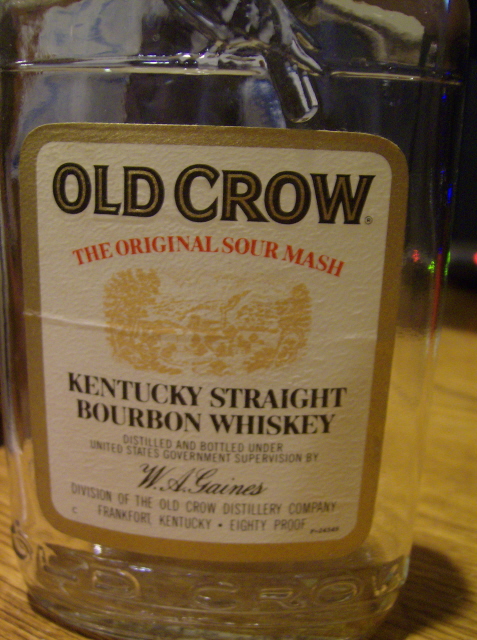 OLD CROW®
THE ORIGINAL SOUR MASH
KENTUCKY STRAIGHT
BOURBON WHISKEY
DISTILLED AND BOTTLED UNDER
UNITED STATES GOVERNMENT SUPERVISION BY
W.A.Gaines
DIVISION OF THE OLD CROW DISTILLERY COMPANY
C FRANKFORT, KENTUCKY • EIGHTY PROOF
OLD CROW